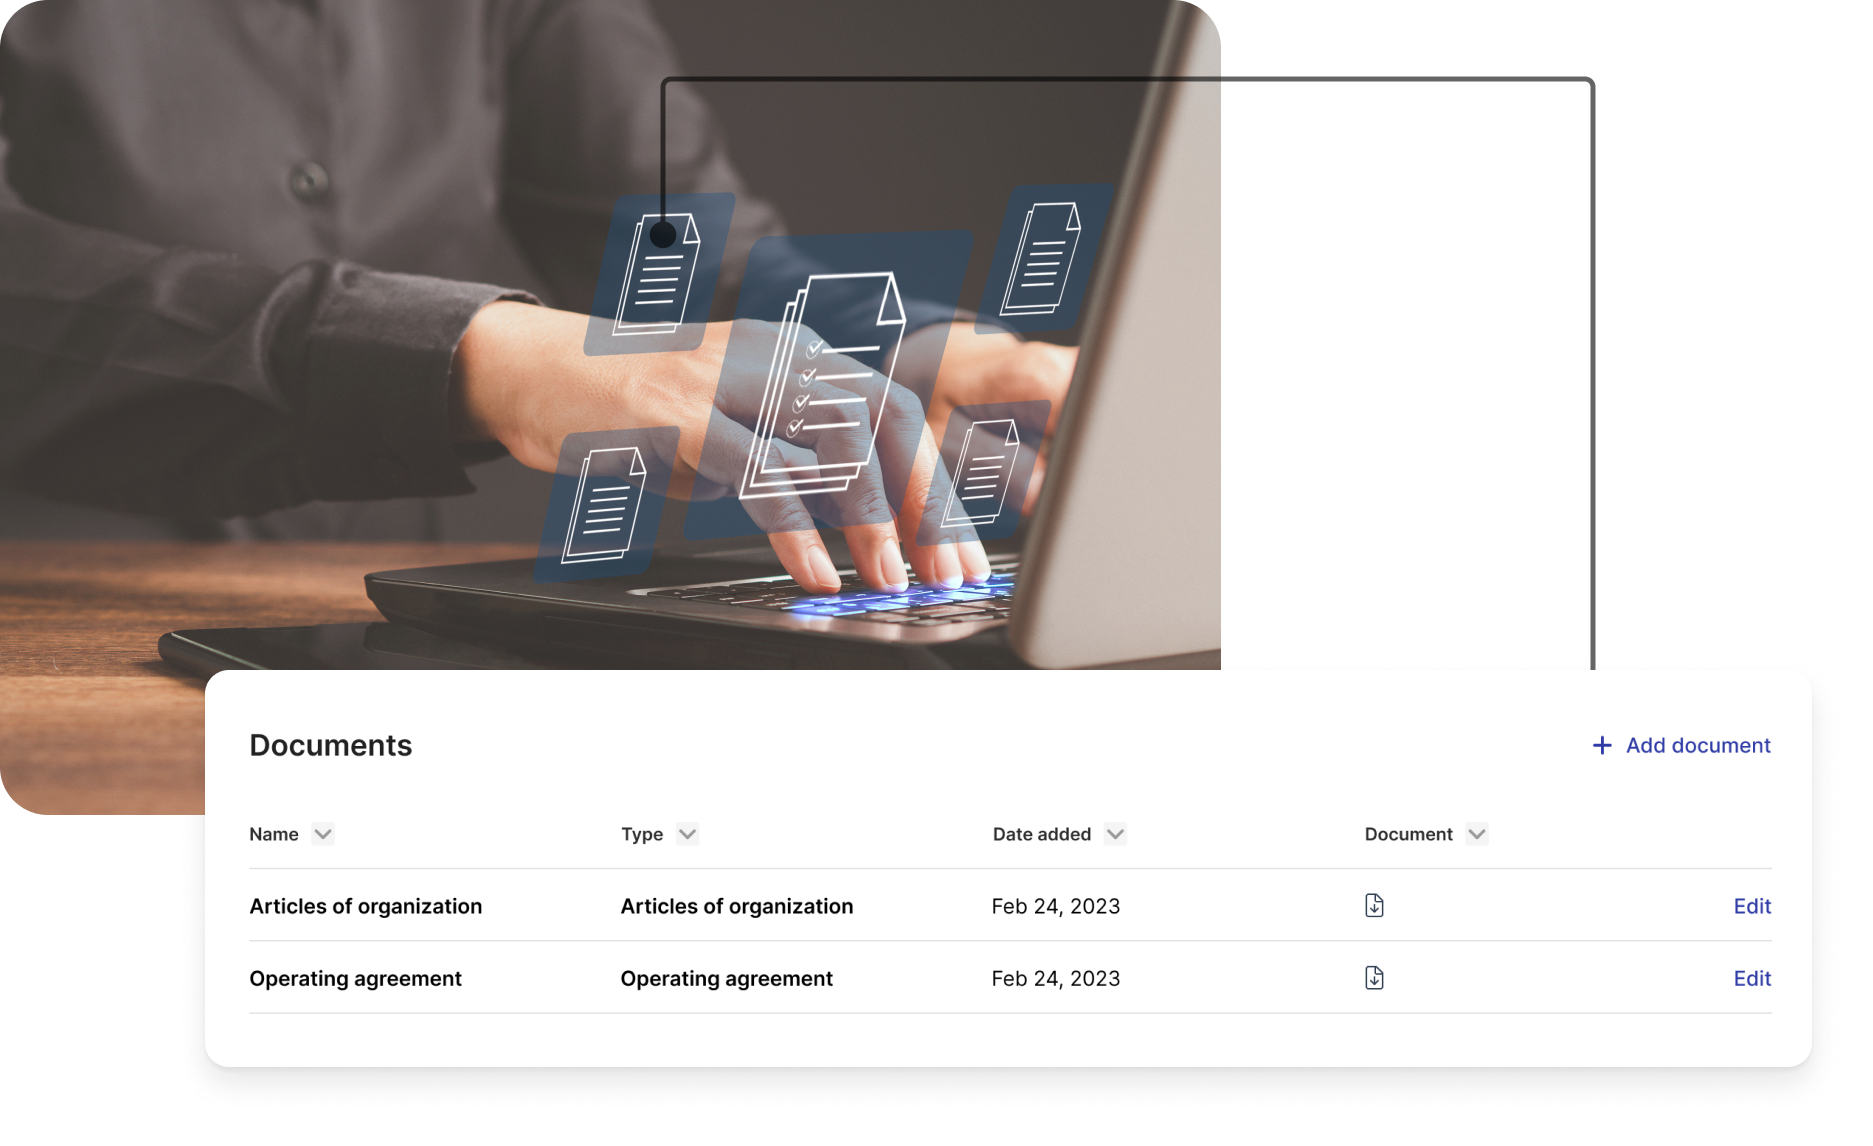 Documents
+ Add document
Name Type Date added Document
Articles of organization Articles of organization Feb 24, 2023 Edit
Operating agreement Operating agreement Feb 24, 2023 Edit